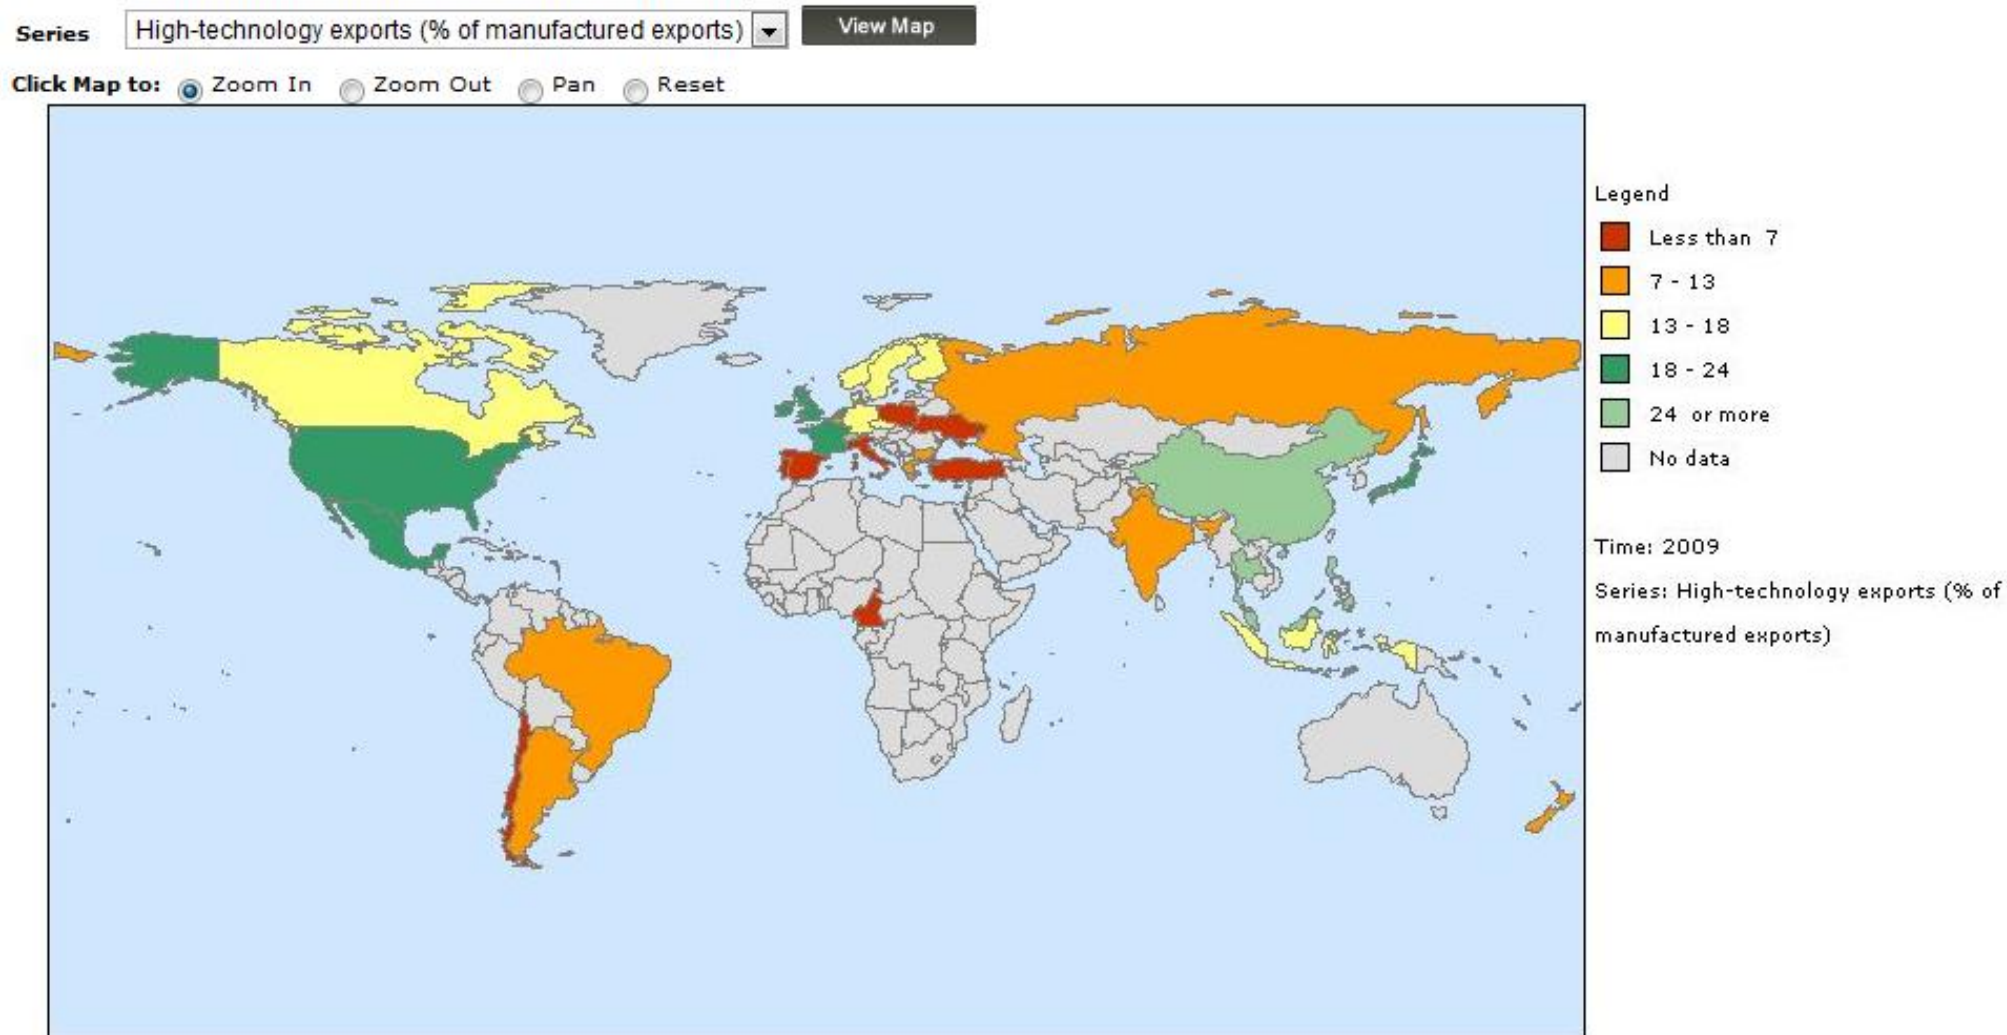 Series High-technology exports (% of manufactured exports) View Map
Click Map to: Zoom In Zoom Out Pan Reset
Legend
Less than 7
7 - 13
13 - 18
18 - 24
24 or more
No data
Time: 2009
Series: High-technology exports (% of
manufactured exports)